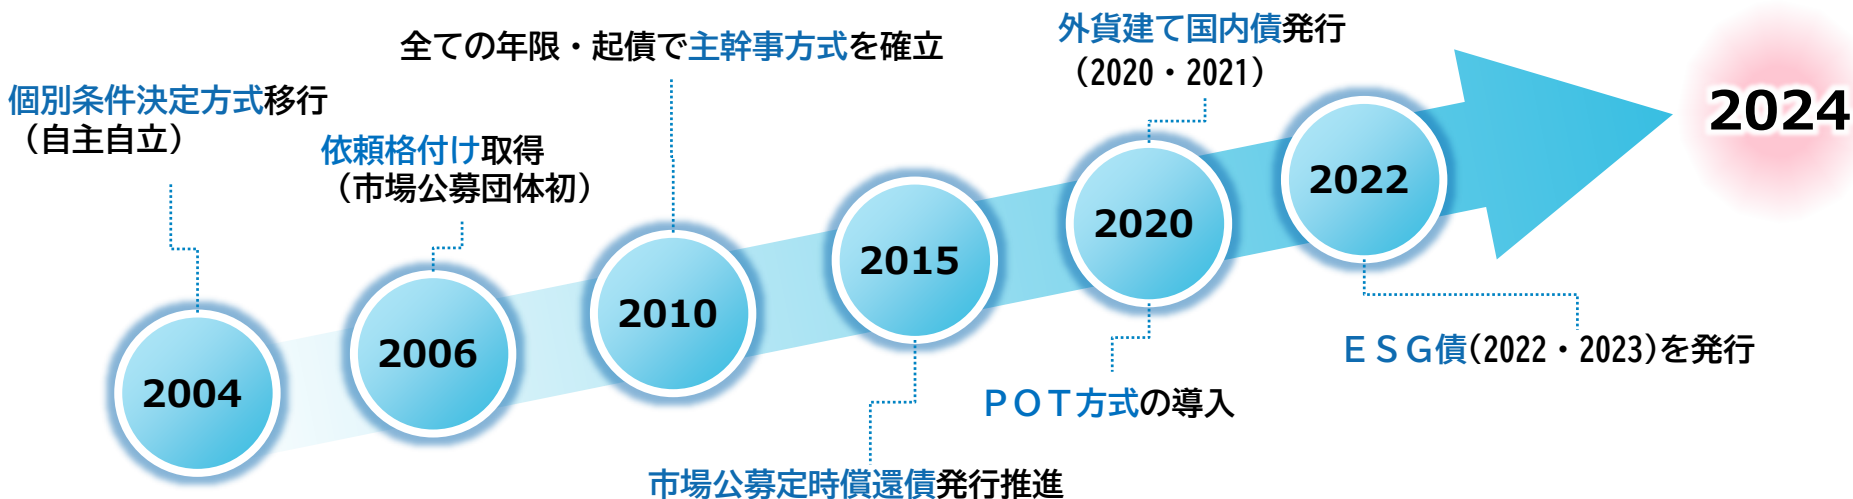 個別条件決定方式移行
（自主自立）
2004
依頼格付け取得
（市場公募団体初）
2006
全ての年限・起債で主幹事方式を確立
2010
2015
市場公募定時償還債発行推進
外貨建て国内債発行
（2020・2021）
2020
ＰＯＴ方式の導入
2022
ＥＳＧ債(2022・2023)を発行
2024